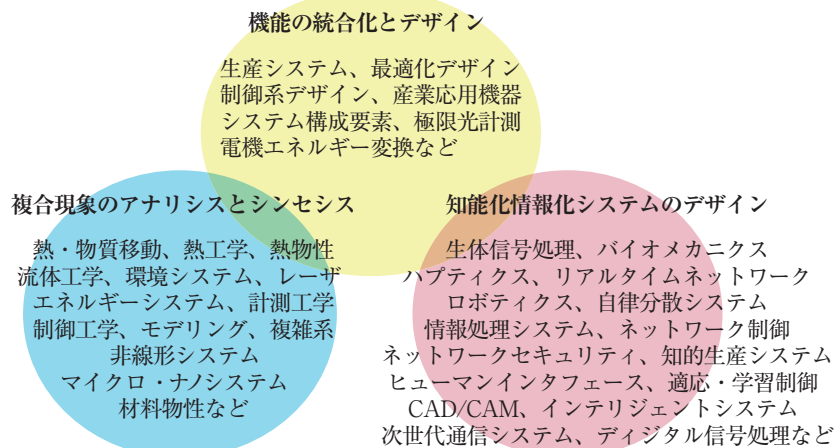 機能の統合化とデザイン
生産システム、最適化デザイン
制御系デザイン、産業応用機器
システム構成要素、極限光計測
電機エネルギー変換など
複合現象のアナリシスとシンセシス
熱・物質移動、熱工学、熱物性
流体工学、環境システム、レーザ
エネルギーシステム、計測工学
制御工学、モデリング、複雑系
非線形システム
マイクロ・ナノシステム
材料物性など
知能化情報化システムのデザイン
生体信号処理、バイオメカニクス
ハプティクス、リアルタイムネットワーク
ロボティクス、自律分散システム
情報処理システム、ネットワーク制御
ネットワークセキュリティ、知的生産システム
ヒューマンインタフェース、適応・学習制御
CAD/CAM、インテリジェントシステム
次世代通信システム、ディジタル信号処理など